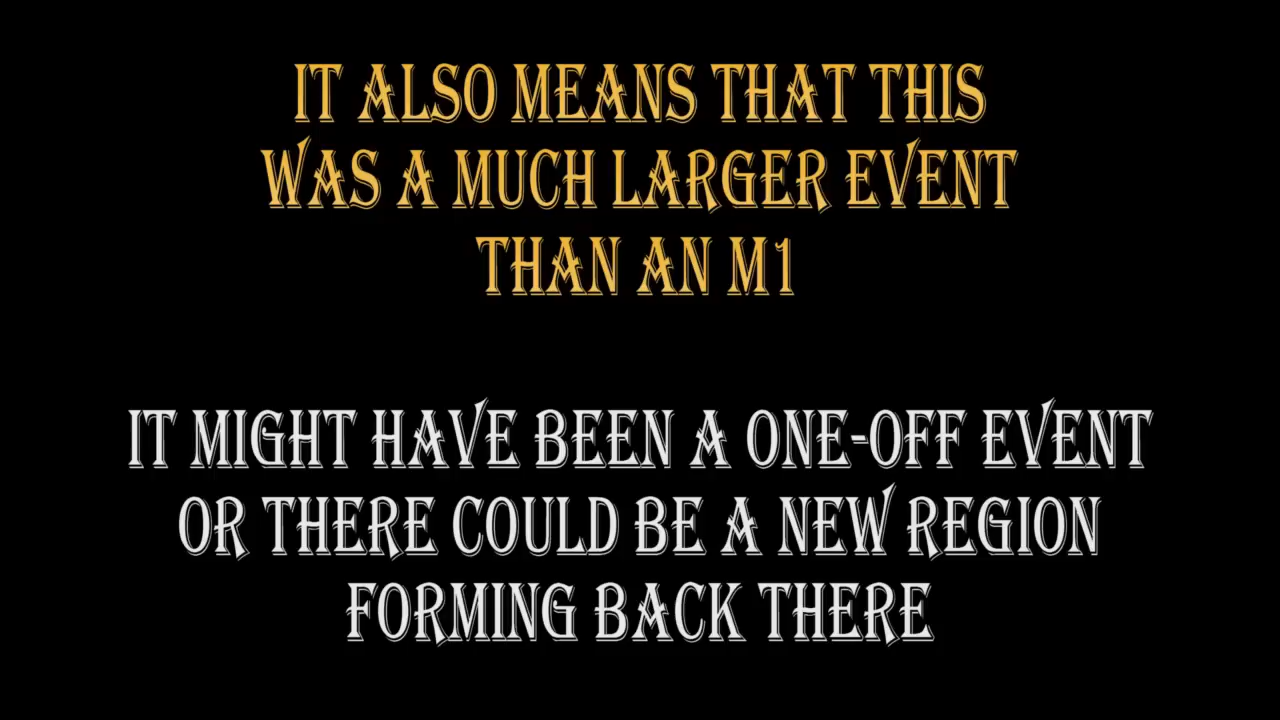 IT ALSO MEANS THAT THIS
WAS A MUCH LARGER EVENT
THAN AN M1
IT MIGHT HAVE BEEN A ONE-OFF EVENT
OR THERE COULD BE A NEW REGION
FORMING BACK THERE